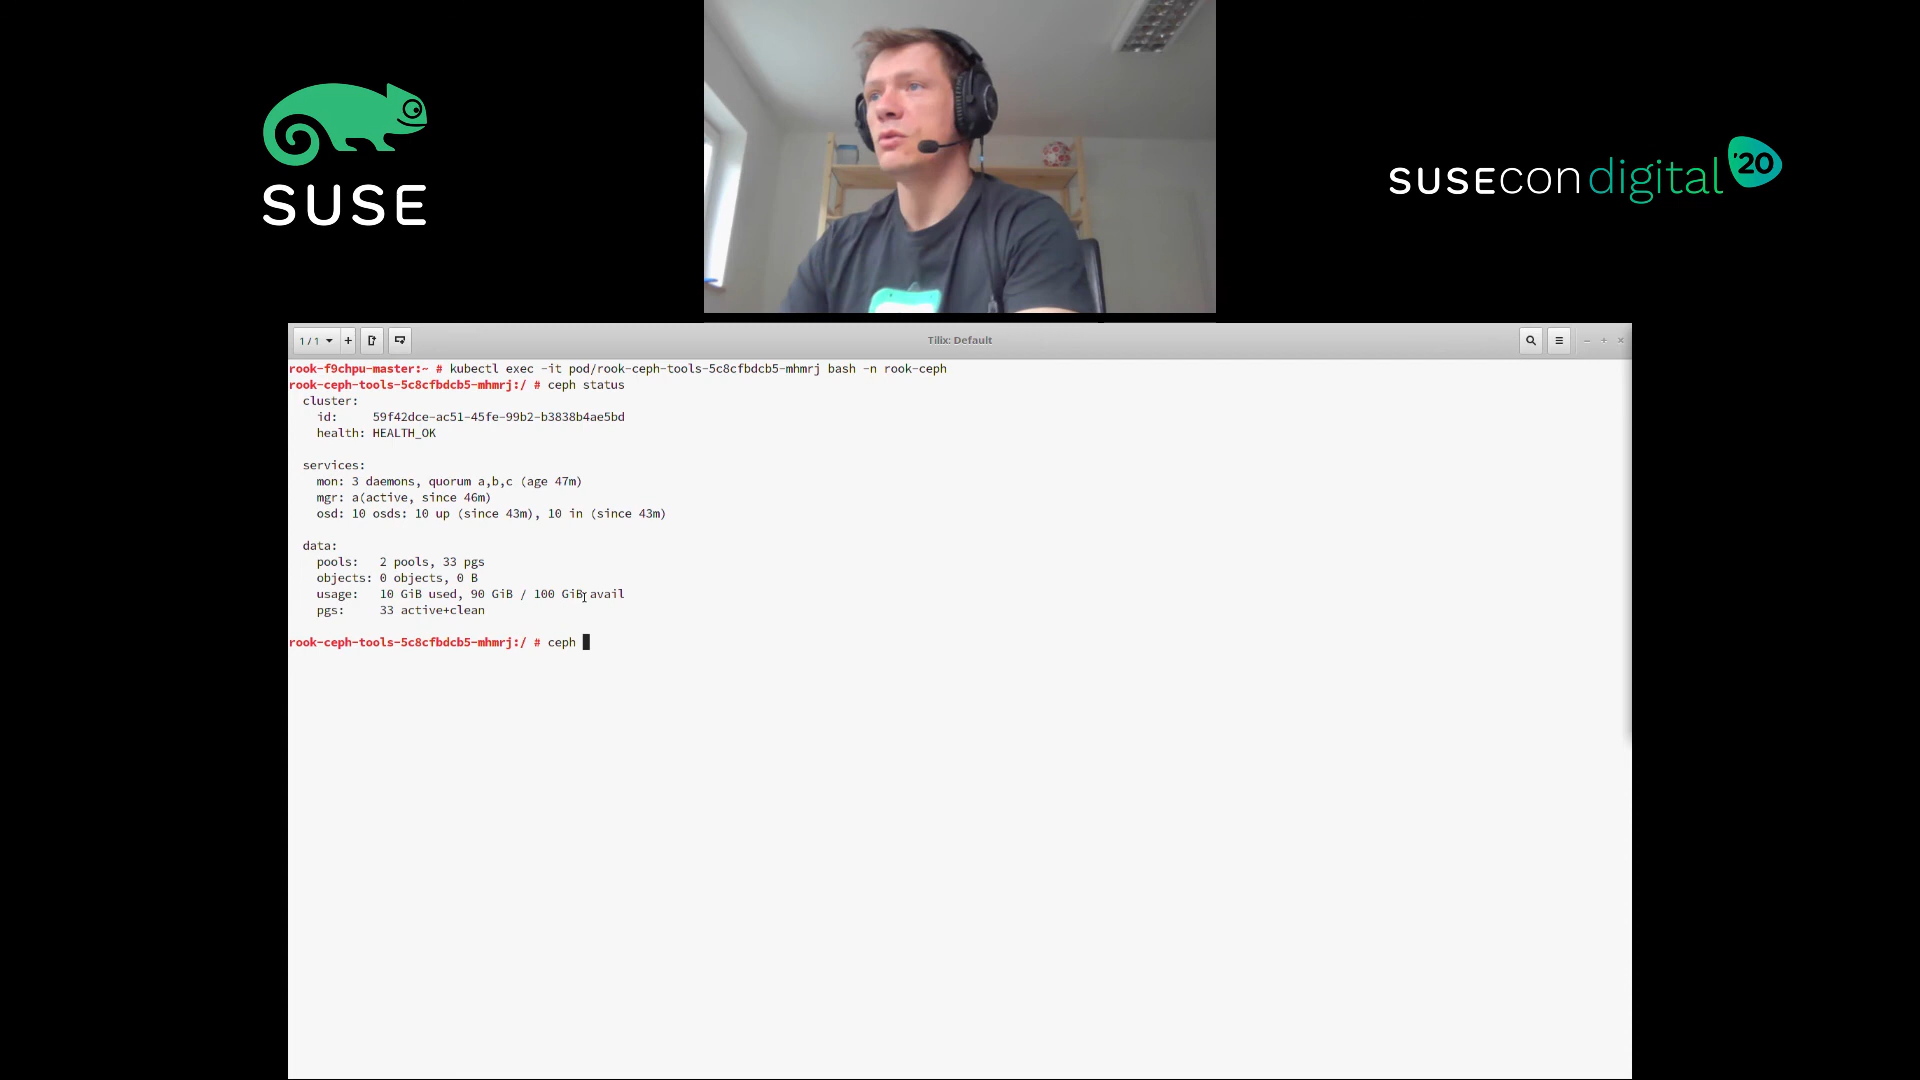 SUSE
SUSEcon digital '20
1 / 1
Tilix: Default
rook-f9chpu-master:~ # kubectl exec -it pod/rook-ceph-tools-5c8cfbdcb5-mhmrj bash -n rook-ceph
rook-ceph-tools-5c8cfbdcb5-mhmrj:/ # ceph status
  cluster:
    id:     59f42dce-ac51-45fe-99b2-b3838b4ae5bd
    health: HEALTH_OK
  services:
    mon: 3 daemons, quorum a,b,c (age 47m)
    mgr: a(active, since 46m)
    osd: 10 osds: 10 up (since 43m), 10 in (since 43m)
  data:
    pools:   2 pools, 33 pgs
    objects: 0 objects, 0 B
    usage:   10 GiB used, 90 GiB / 100 GiB avail
    pgs:     33 active+clean
rook-ceph-tools-5c8cfbdcb5-mhmrj:/ # ceph